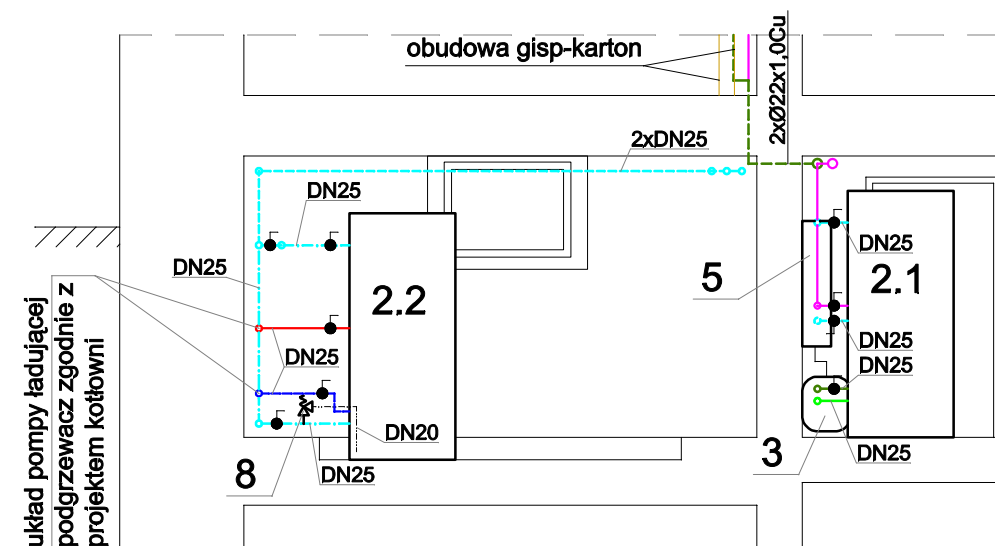 obudowa gisp-karton
2xØ22x1,0Cu
2xDN25
DN25
DN25
DN25
5
2.1
2.2
DN25
DN25
DN25
DN20
3
DN25
8
DN25
układ pompy ładującej
podgrzewacz zgodnie z
projektem kotłowni